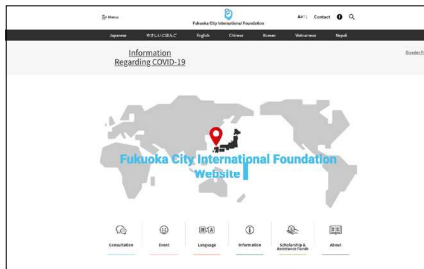 Menu
Fukuoka City International Foundation
Contact
Japanese やさしいにほんご English Chinese Korean Vietnamese Nepali
Information
Regarding COVID-19
Fukuoka City International Foundation
Website
Consultation Event Language Information Scholarship & Assistance Funds About